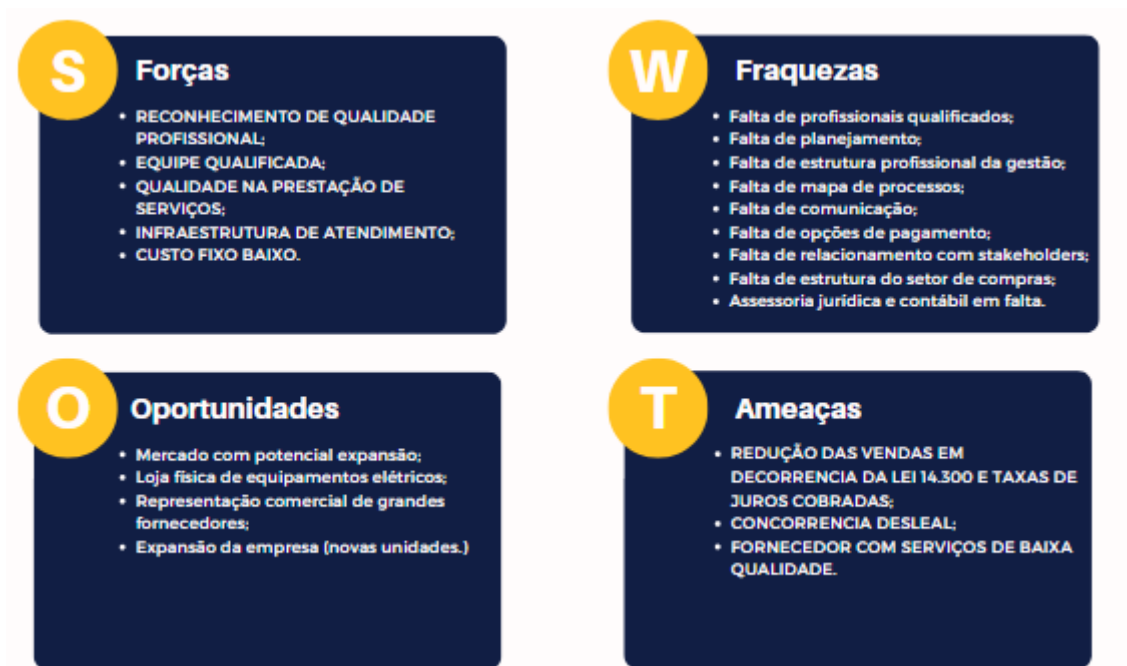 S
Forças
• RECONHECIMENTO DE QUALIDADE
PROFISSIONAL;
• EQUIPE QUALIFICADA;
• QUALIDADE NA PRESTAÇÃO DE
SERVIÇOS;
• INFRAESTRUTURA DE ATENDIMENTO;
• CUSTO FIXO BAIXO.
W
Fraquezas
• Falta de profissionais qualificados;
• Falta de planejamento;
• Falta de estrutura profissional da gestão;
• Falta de mapa de processos;
• Falta de comunicação;
• Falta de opções de pagamento;
• Falta de relacionamento com stakeholders;
• Falta de estrutura do setor de compras;
• Assessoria jurídica e contábil em falta.
O
Oportunidades
• Mercado com potencial expansão;
• Loja física de equipamentos elétricos;
• Representação comercial de grandes
fornecedores;
• Expansão da empresa (novas unidades.)
T
Ameaças
• REDUÇÃO DAS VENDAS EM
DECORRENCIA DA LEI 14.300 E TAXAS DE
JUROS COBRADAS;
• CONCORRENCIA DESLEAL;
• FORNECEDOR COM SERVIÇOS DE BAIXA
QUALIDADE.